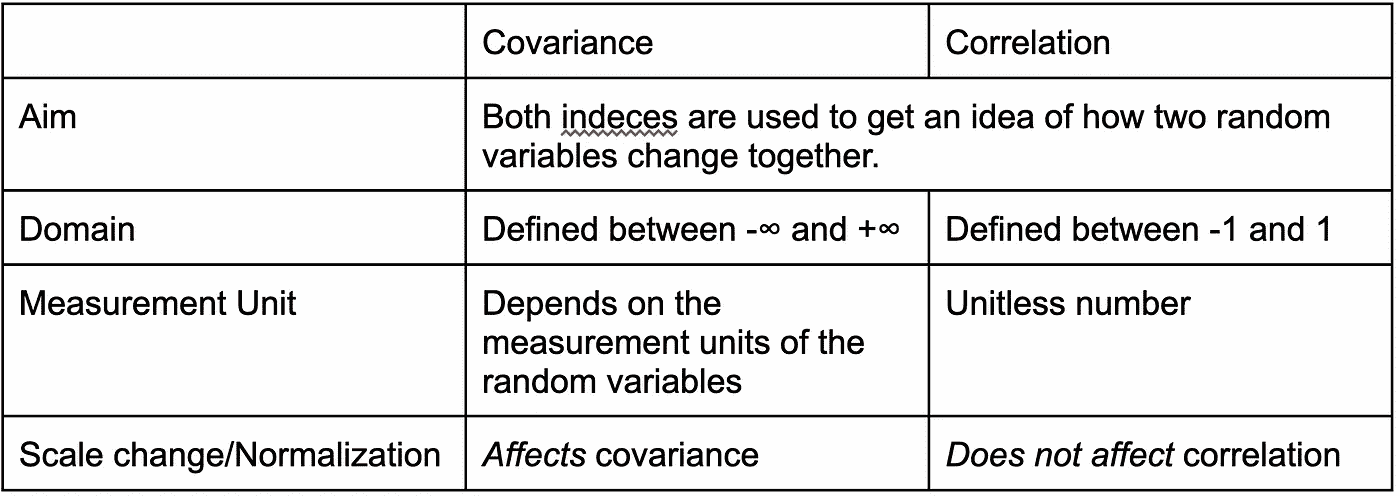 Covariance
Correlation
Aim
Both indeces are used to get an idea of how two random
variables change together.
Domain
Defined between -∞ and +∞
Defined between -1 and 1
Measurement Unit
Depends on the
measurement units of the
random variables
Unitless number
Scale change/Normalization
Affects covariance
Does not affect correlation